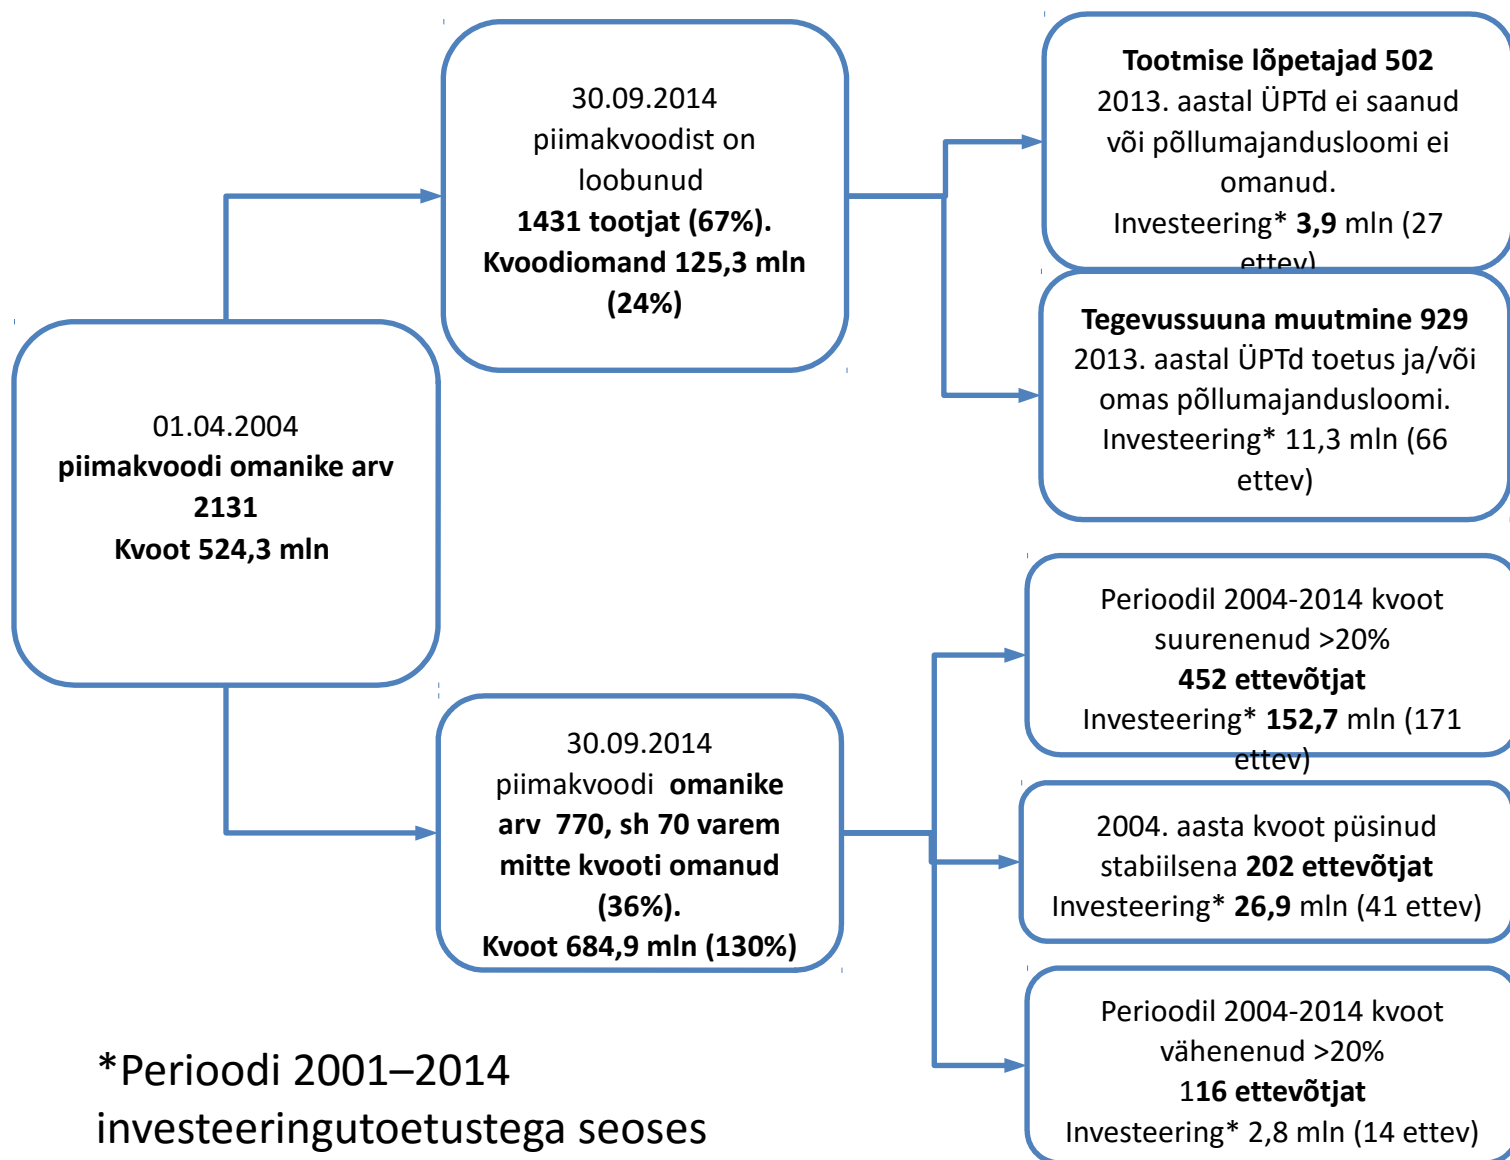 01.04.2004
piimakvoodi omanike arv
2131
Kvoot 524,3 mln
30.09.2014
piimakvoodist on
loobunud
1431 tootjat (67%).
Kvoodiomand 125,3 mln
(24%)
30.09.2014
piimakvoodi omanike
arv 770, sh 70 varem
mitte kvooti omanud
(36%).
Kvoot 684,9 mln (130%)
Tootmise lõpetajad 502
2013. aastal ÜPTd ei saanud
või põllumajandusloomi ei
omanud.
Investeering* 3,9 mln (27
ettev)
Tegevussuuna muutmine 929
2013. aastal ÜPTd toetus ja/või
omas põllumajandusloomi.
Investeering* 11,3 mln (66
ettev)
Perioodil 2004-2014 kvoot
suurenenud >20%
452 ettevõtjat
Investeering* 152,7 mln (171
ettev)
2004. aasta kvoot püsinud
stabiilsena 202 ettevõtjat
Investeering* 26,9 mln (41 ettev)
Perioodil 2004-2014 kvoot
vähenenud >20%
116 ettevõtjat
Investeering* 2,8 mln (14 ettev)
*Perioodi 2001–2014
investeeringutoetustega seoses